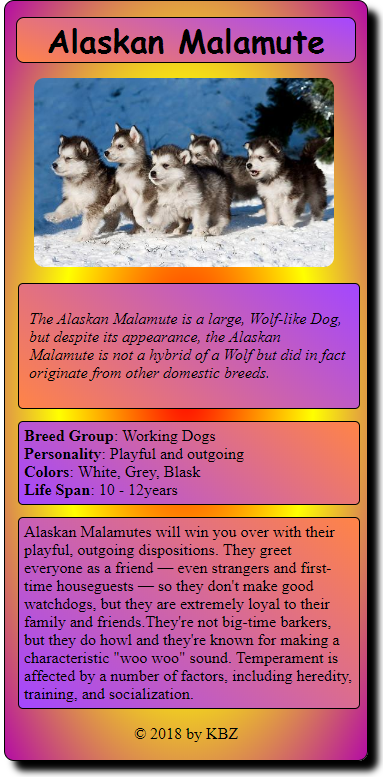 Alaskan Malamute
The Alaskan Malamute is a large, Wolf-like Dog,
but despite its appearance, the Alaskan
Malamute is not a hybrid of a Wolf but did in fact
originate from other domestic breeds.
Breed Group: Working Dogs
Personality: Playful and outgoing
Colors: White, Grey, Blask
Life Span: 10 - 12years
Alaskan Malamutes will win you over with their
playful, outgoing dispositions. They greet
everyone as a friend — even strangers and first-
time houseguests — so they don't make good
watchdogs, but they are extremely loyal to their
family and friends.They're not big-time barkers,
but they do howl and they're known for making a
characteristic "woo woo" sound. Temperament is
affected by a number of factors, including heredity,
training, and socialization.
© 2018 by KBZ